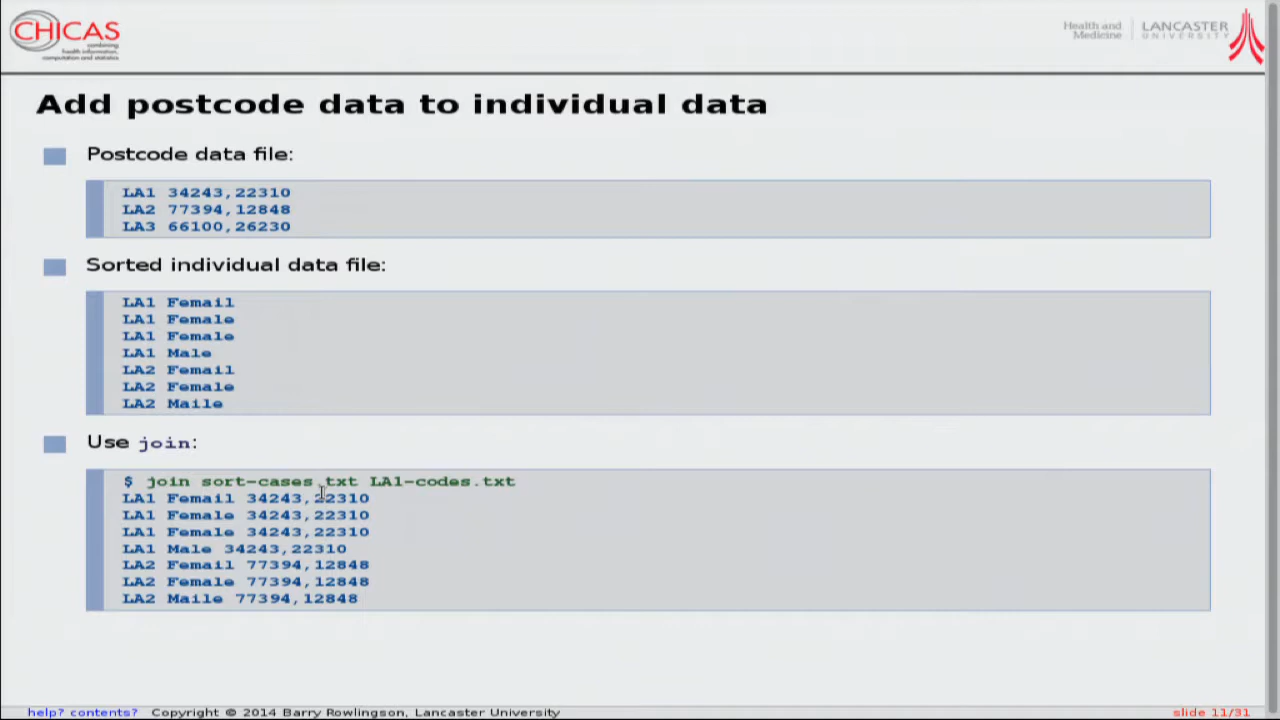 CHICAS
combining
health information,
computation and statistics
Health and
Medicine
LANCASTER
UNIVERSITY
Add postcode data to individual data
Postcode data file:
LA1 34243,22310
LA2 77394,12848
LA3 66100,26230
Sorted individual data file:
LA1 Femail
LA1 Female
LA1 Female
LA1 Male
LA2 Femail
LA2 Female
LA2 Maile
Use join:
$ join sort-cases.txt LA1-codes.txt
LA1 Femail 34243,22310
LA1 Female 34243,22310
LA1 Female 34243,22310
LA1 Male 34243,22310
LA2 Femail 77394,12848
LA2 Female 77394,12848
LA2 Maile 77394,12848
help? contents? Copyright © 2014 Barry Rowlingson, Lancaster University
slide 11/31